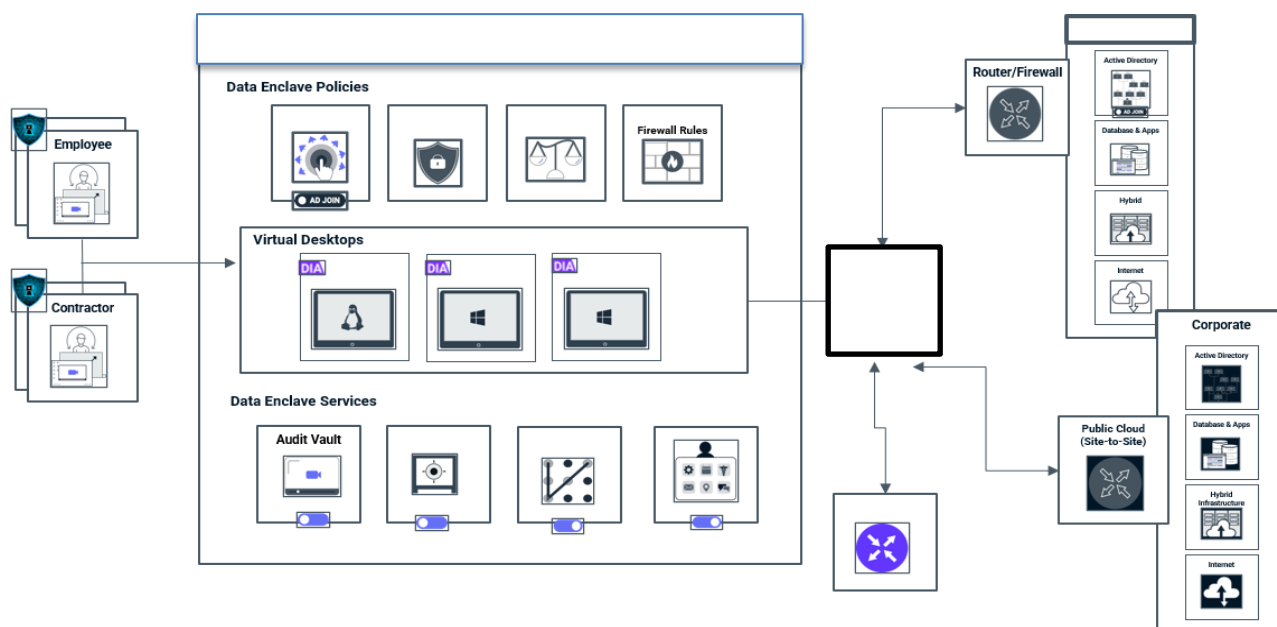 Data Enclave Policies
AD JOIN
Firewall Rules
Employee
Contractor
Virtual Desktops
DIA
DIA
DIA
Data Enclave Services
Audit Vault
Router/Firewall
Active Directory
AD JOIN
Database & Apps
Hybrid
Internet
Public Cloud
(Site-to-Site)
Corporate
Active Directory
Database & Apps
Hybrid
Infrastructure
Internet